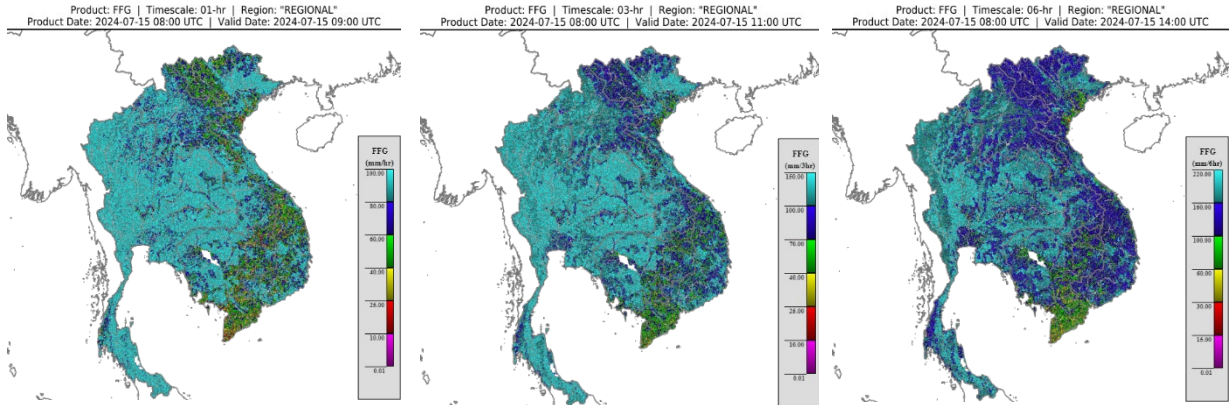 Product: FFG | Timescale: 01-hr | Region: "REGIONAL"
Product Date: 2024-07-15 08:00 UTC | Valid Date: 2024-07-15 09:00 UTC
FFG
(mm/hr)
100.00
80.00
60.00
40.00
20.00
10.00
0.01
Product: FFG | Timescale: 03-hr | Region: "REGIONAL"
Product Date: 2024-07-15 08:00 UTC | Valid Date: 2024-07-15 11:00 UTC
FFG
(mm/3hr)
160.00
100.00
70.00
40.00
20.00
10.00
0.01
Product: FFG | Timescale: 06-hr | Region: "REGIONAL"
Product Date: 2024-07-15 08:00 UTC | Valid Date: 2024-07-15 14:00 UTC
FFG
(mm/6hr)
220.00
160.00
100.00
60.00
30.00
10.00
0.01